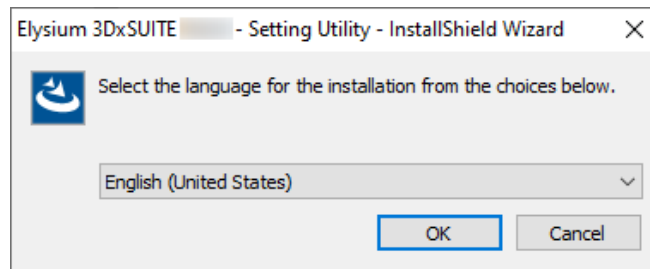 Elysium 3DxSUITE - Setting Utility - InstallShield Wizard
Select the language for the installation from the choices below.
English (United States)
OK Cancel